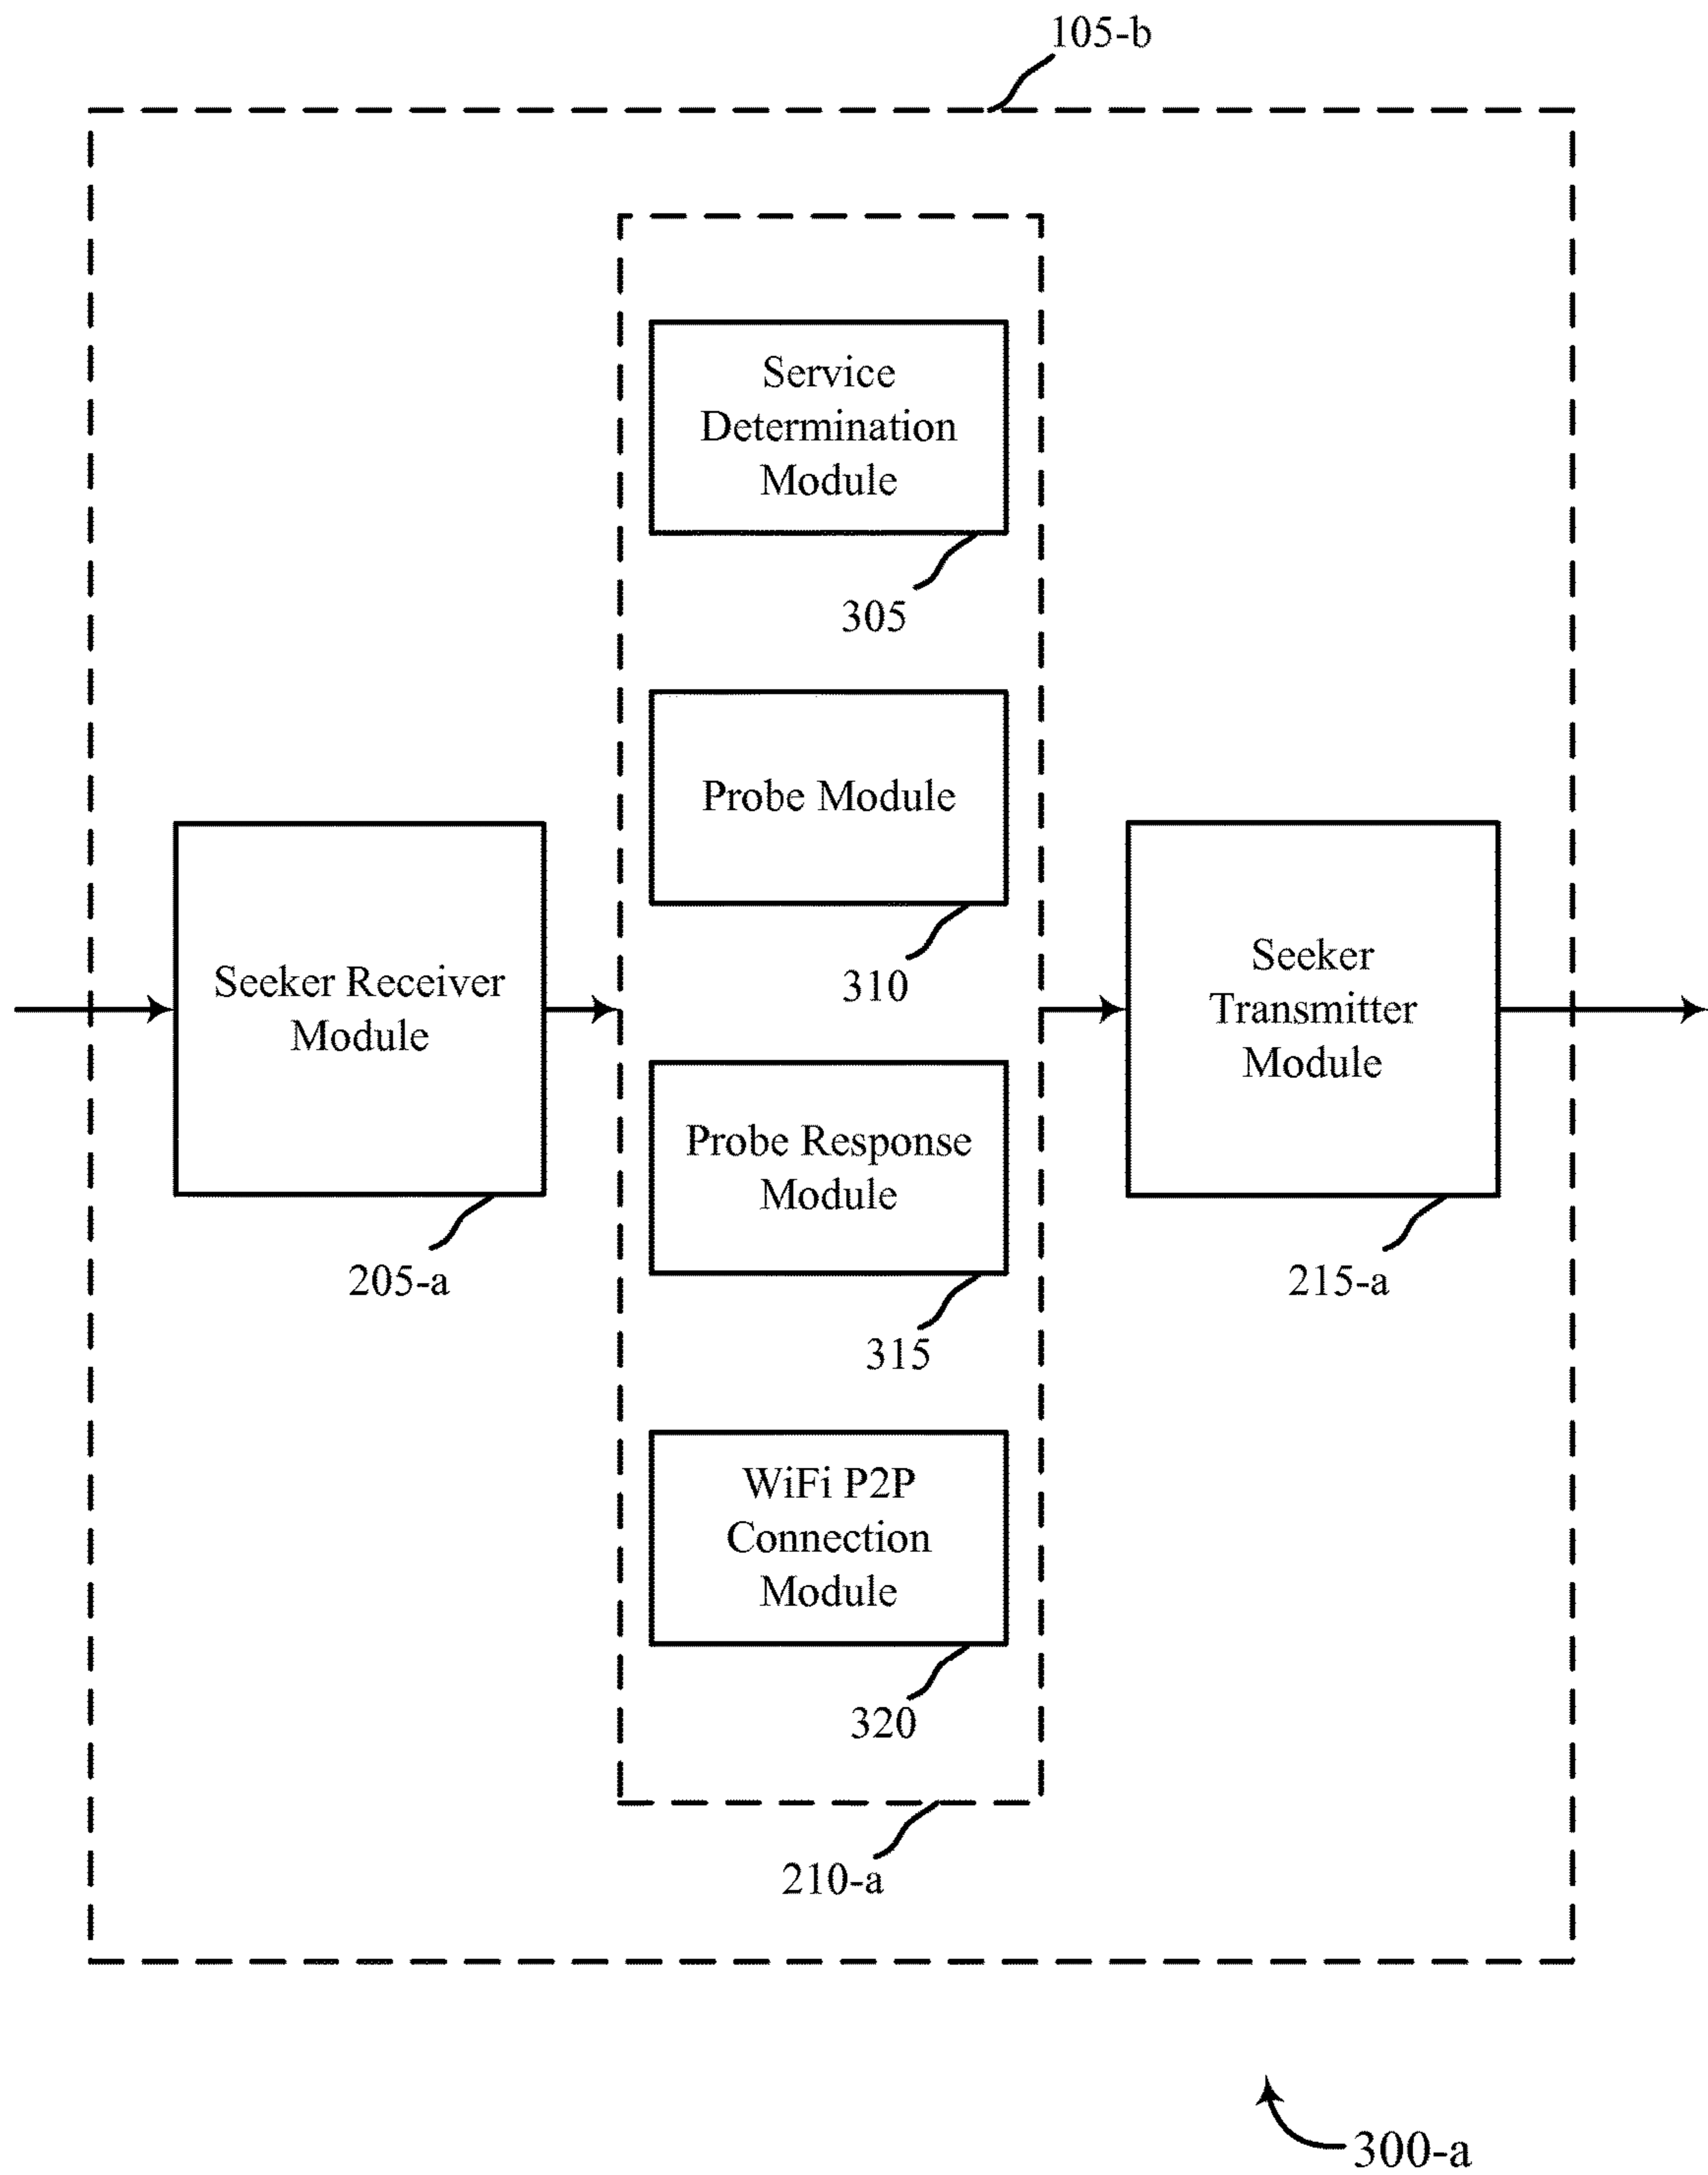 105-b
Service
Determination
Module
305
Probe Module
310
Seeker Receiver
Module
205-a
Seeker
Transmitter
Module
215-a
Probe Response
Module
315
WiFi P2P
Connection
Module
320
210-a
300-a